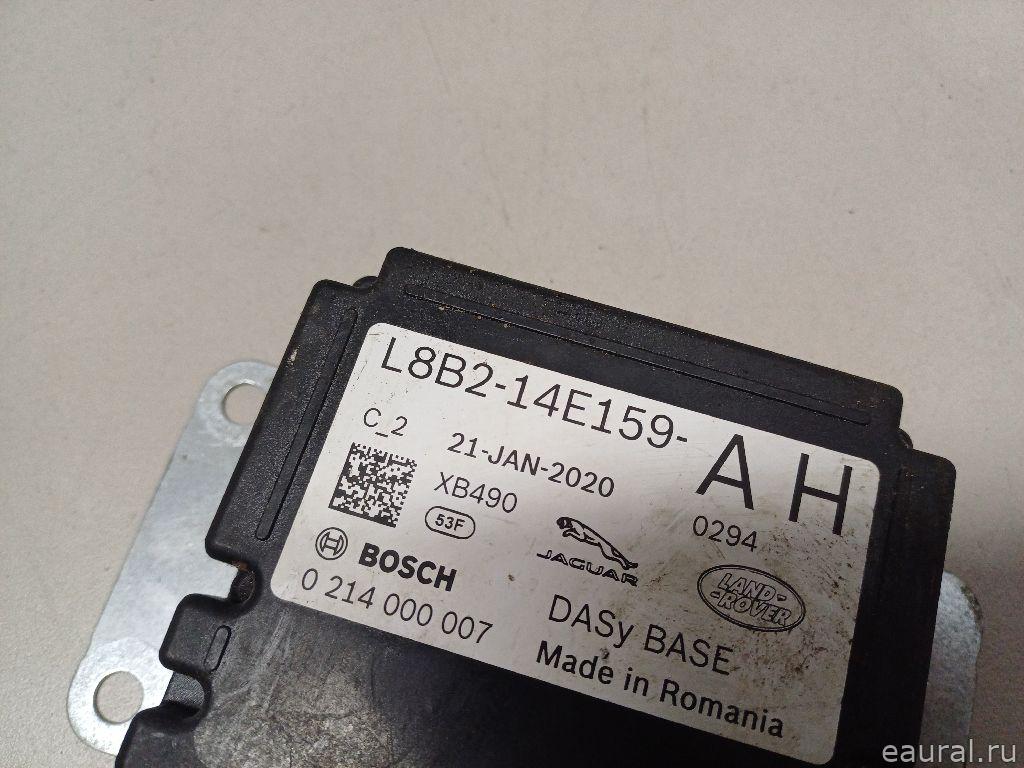 L8B2-14E159-
A H
C_2
21-JAN-2020
XB490
0294
53F
BOSCH
JAGUAR
LAND-
-ROVER
0 214 000 007
DASy BASE
Made in Romania
eaural.ru